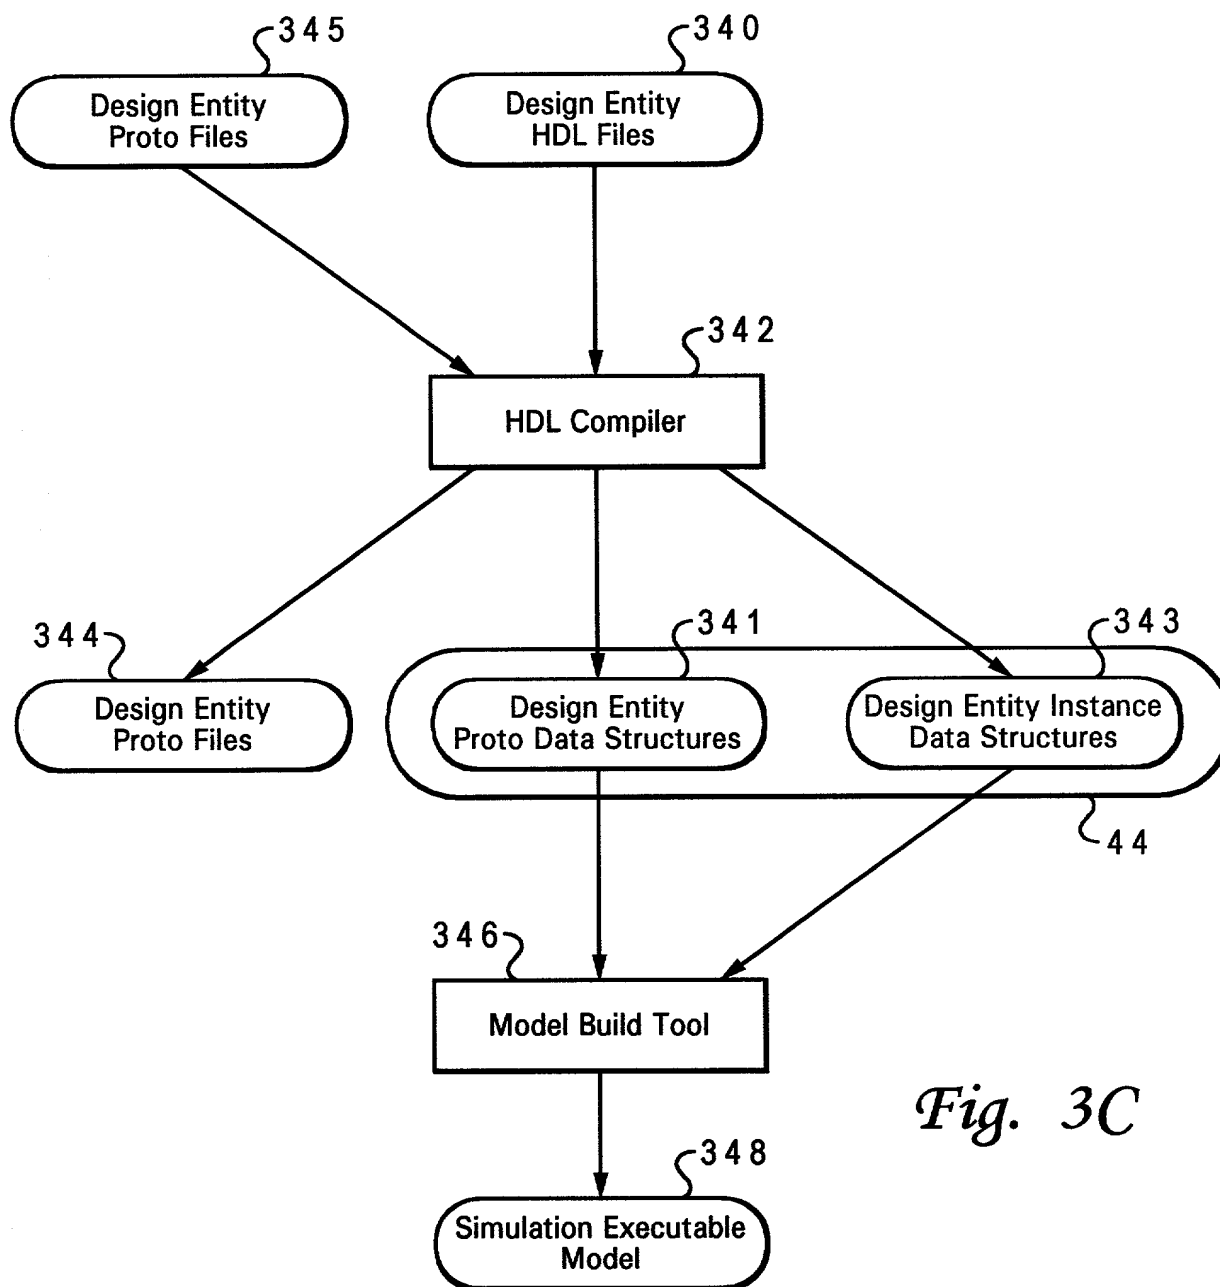 345
340
Design Entity
Proto Files
Design Entity
HDL Files
342
HDL Compiler
344
341
343
Design Entity
Proto Files
Design Entity
Proto Data Structures
Design Entity Instance
Data Structures
44
346
Model Build Tool
Fig. 3C
348
Simulation Executable
Model